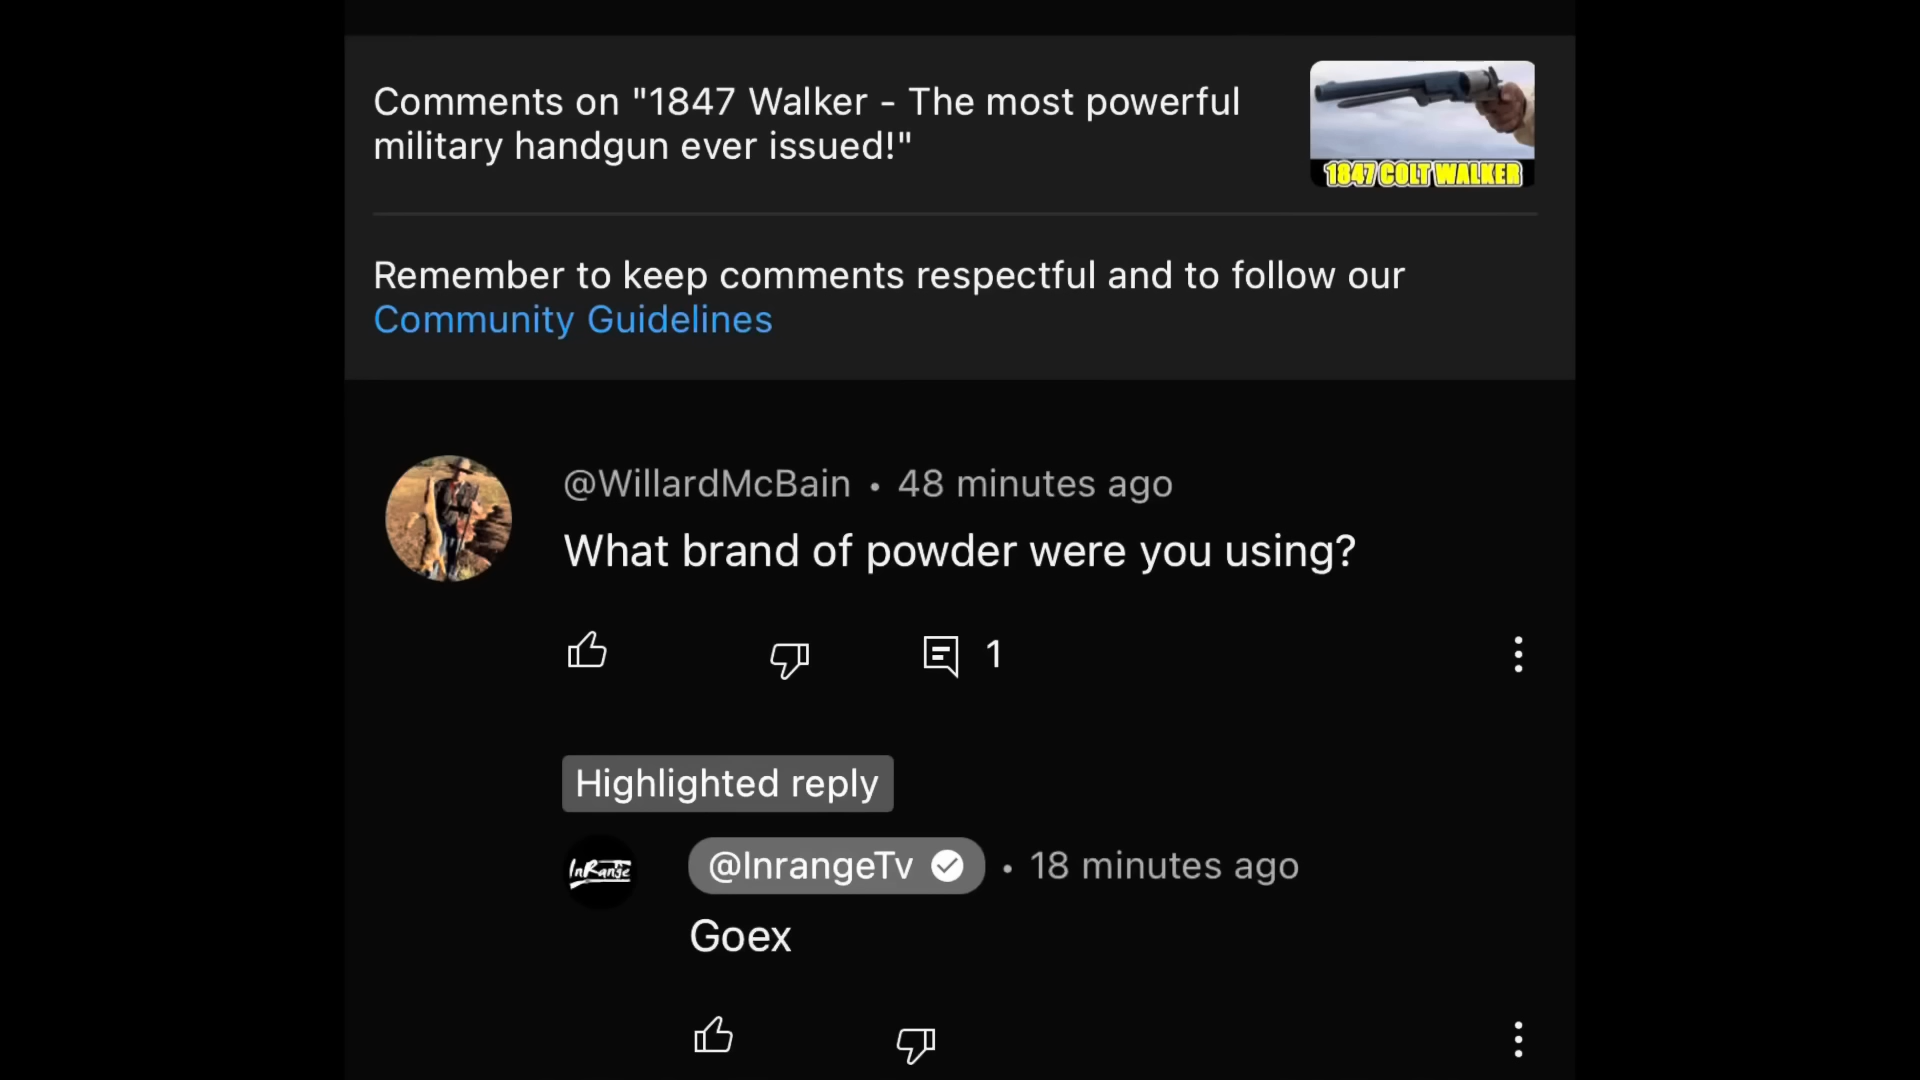 Comments on "1847 Walker - The most powerful
military handgun ever issued!"
1847 COLT WALKER
Remember to keep comments respectful and to follow our
Community Guidelines
@WillardMcBain • 48 minutes ago
What brand of powder were you using?
1
Highlighted reply
InRange
@InrangeTv • 18 minutes ago
Goex